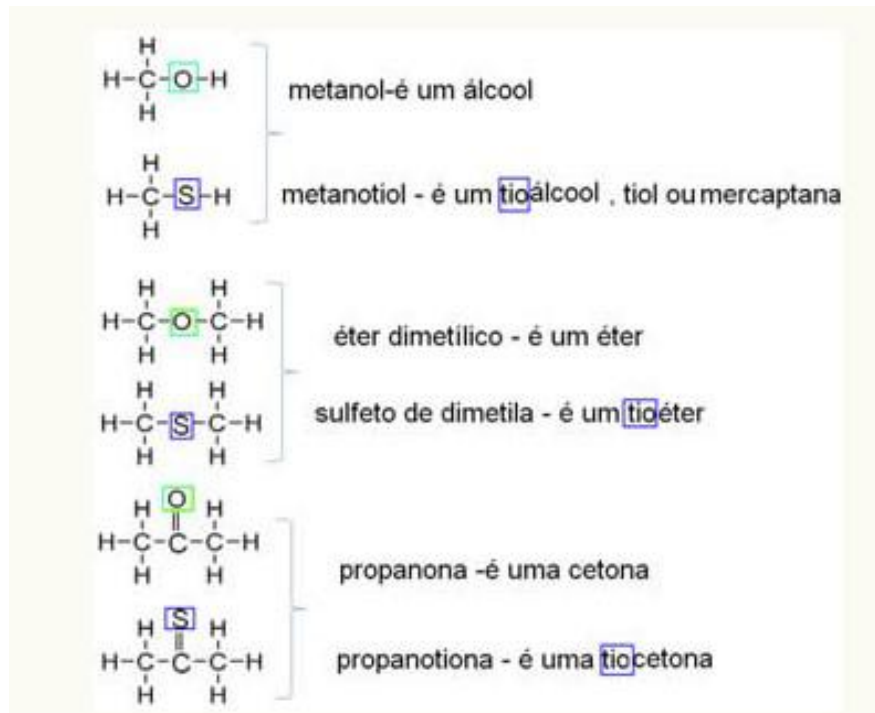 H
H-C-O-H
H
metanol-é um álcool
H
H-C-S-H
H
metanotiol - é um tioálcool , tiol ou mercaptana
H H
H-C-O-C-H
H H
éter dimetílico - é um éter
H H
H-C-S-C-H
H H
sulfeto de dimetila - é um tioéter
H O H
H-C-C-C-H
H H
propanona -é uma cetona
H S H
H-C-C-C-H
H H
propanotiona - é uma tiocetona